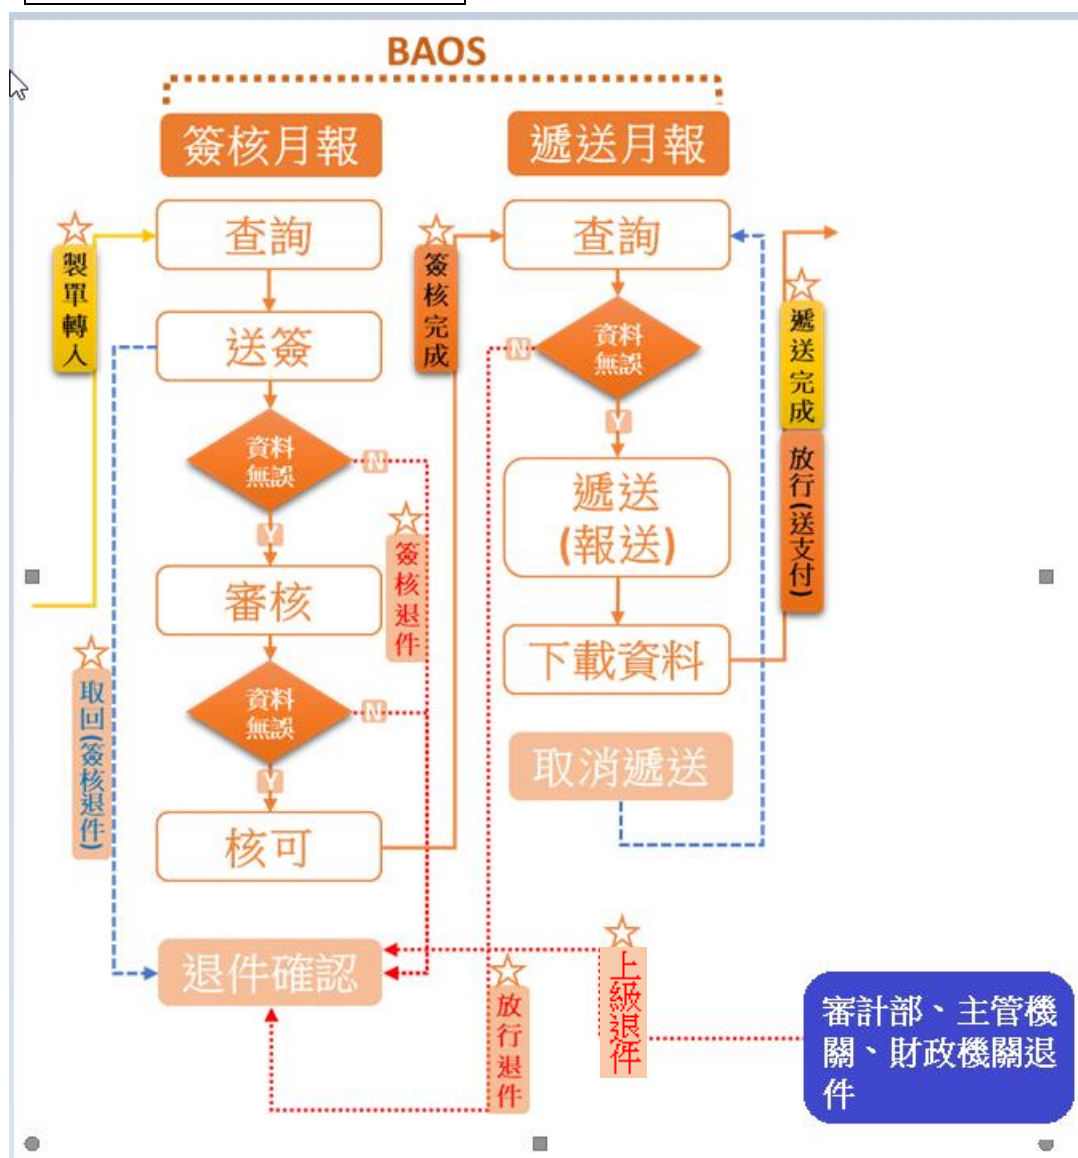 BAOS
簽核月報
遞送月報
製單轉入
查詢
送簽
資料
無誤
N
Y
簽核退件
審核
資料
無誤
N
Y
核可
取回(簽核退件)
退件確認
簽核完成
查詢
資料
無誤
N
Y
遞送
(報送)
下載資料
取消遞送
遞送完成
放行(送支付)
放行退件
上級退件
審計部、主管機
關、財政機關退
件